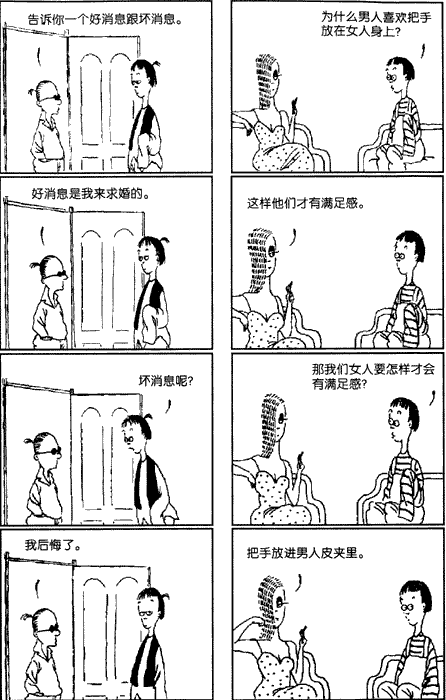 告诉你一个好消息跟坏消息。
好消息是我来求婚的。
坏消息呢?
我后悔了。
为什么男人喜欢把手
放在女人身上?
这样他们才有满足感。
那我们女人要怎样才会
有满足感?
把手放进男人皮夹里。